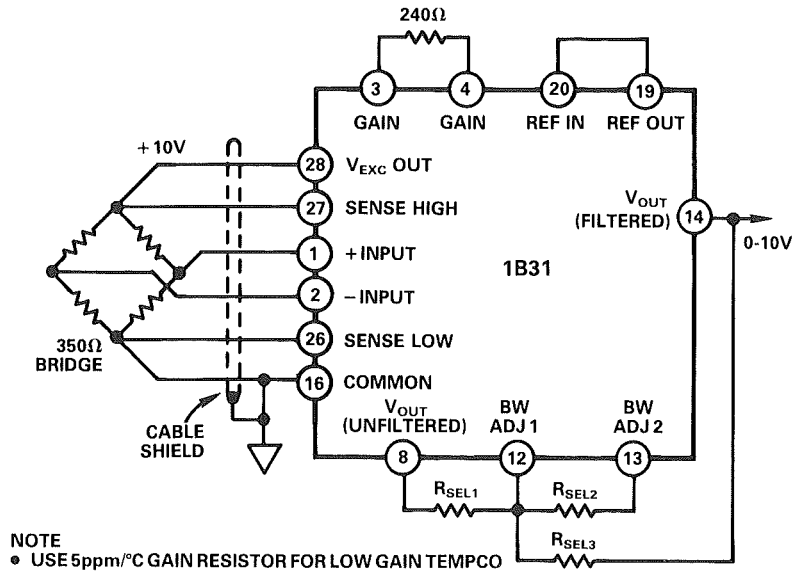 240Ω
3
4
20
19
GAIN
GAIN
REF IN
REF OUT
+10V
28
VEXC OUT
27
SENSE HIGH
1
+INPUT
2
−INPUT
26
SENSE LOW
16
COMMON
350Ω
BRIDGE
CABLE
SHIELD
1B31
VOUT
(FILTERED)
14
0-10V
VOUT
(UNFILTERED)
BW
ADJ 1
BW
ADJ 2
8
12
13
RSEL1
RSEL2
RSEL3
NOTE
● USE 5ppm/°C GAIN RESISTOR FOR LOW GAIN TEMPCO